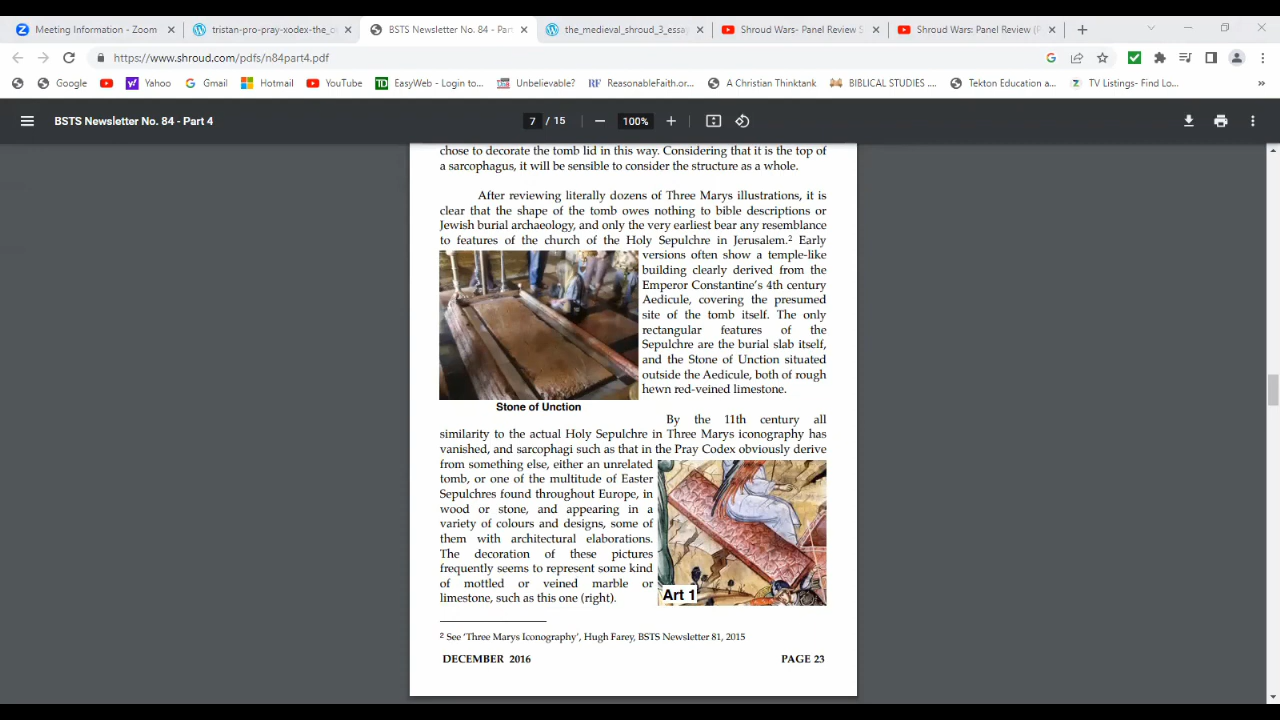 Meeting Information - Zoom
tristan-pro-pray-xodex-the_c
BSTS Newsletter No. 84 - Part
the_medieval_shroud_3_essay
Shroud Wars- Panel Review S
Shroud Wars: Panel Review (P
https://www.shroud.com/pdfs/n84part4.pdf
Google
Yahoo
Gmail
Hotmail
YouTube
EasyWeb - Login to...
Unbelievable?
ReasonableFaith.or...
A Christian Thinktank
BIBLICAL STUDIES ....
Tekton Education a...
TV Listings- Find Lo...
BSTS Newsletter No. 84 - Part 4
7 / 15
100%
chose to decorate the tomb lid in this way. Considering that it is the top of
a sarcophagus, it will be sensible to consider the structure as a whole.
After reviewing literally dozens of Three Marys illustrations, it is
clear that the shape of the tomb owes nothing to bible descriptions or
Jewish burial archaeology, and only the very earliest bear any resemblance
to features of the church of the Holy Sepulchre in Jerusalem.² Early
versions often show a temple-like
building clearly derived from the
Emperor Constantine's 4th century
Aedicule, covering the presumed
site of the tomb itself. The only
rectangular features of the
Sepulchre are the burial slab itself,
and the Stone of Unction situated
outside the Aedicule, both of rough
hewn red-veined limestone.
Stone of Unction
By the 11th century all
similarity to the actual Holy Sepulchre in Three Marys iconography has
vanished, and sarcophagi such as that in the Pray Codex obviously derive
from something else, either an unrelated
tomb, or one of the multitude of Easter
Sepulchres found throughout Europe, in
wood or stone, and appearing in a
variety of colours and designs, some of
them with architectural elaborations.
The decoration of these pictures
frequently seems to represent some kind
of mottled or veined marble or
limestone, such as this one (right).
Art 1
² See 'Three Marys Iconography', Hugh Farey, BSTS Newsletter 81, 2015
DECEMBER 2016
PAGE 23